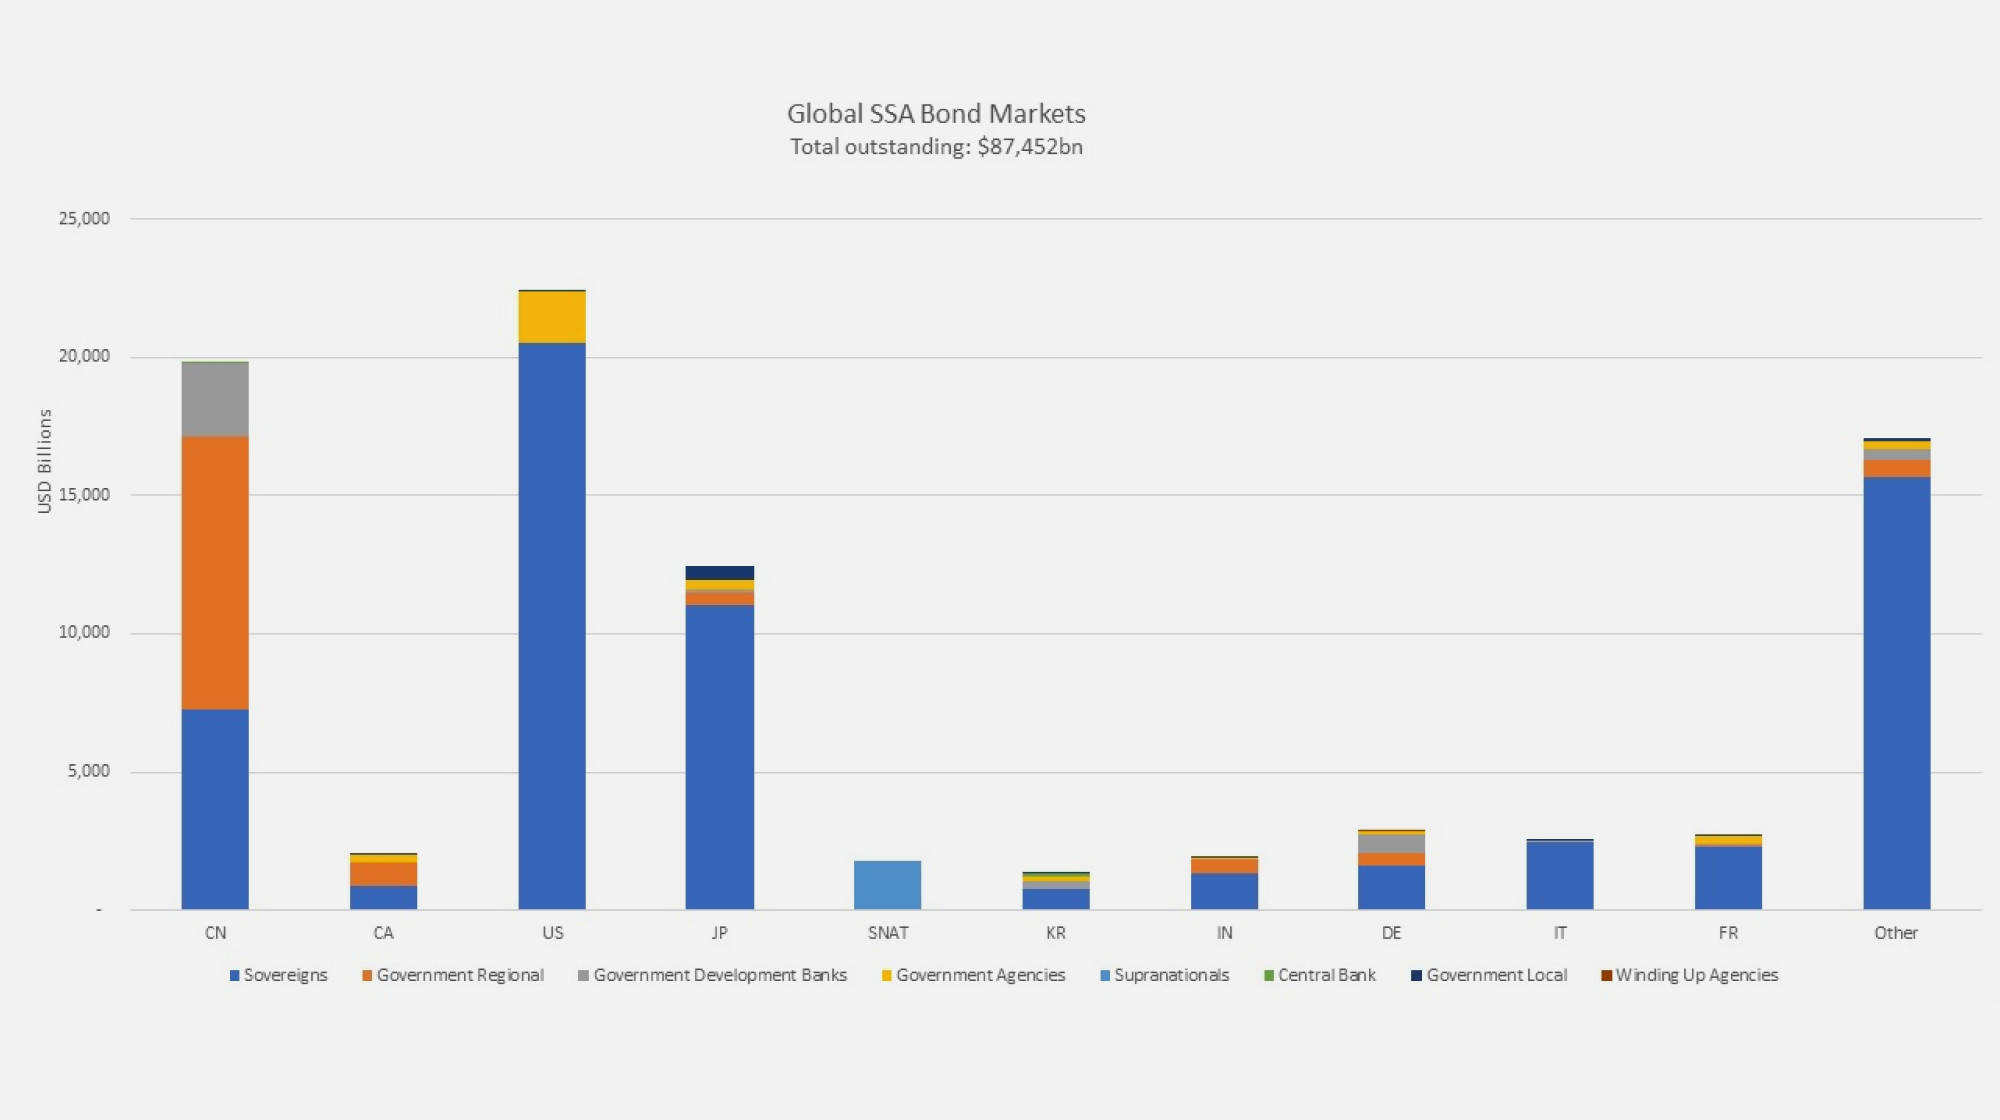 Global SSA Bond Markets
Total outstanding: $87,452bn
USD Billions
25,000
20,000
15,000
10,000
5,000
-
CN CA US JP SNAT KR IN DE IT FR Other
Sovereigns Government Regional Government Development Banks Government Agencies Supranationals Central Bank Government Local Winding Up Agencies